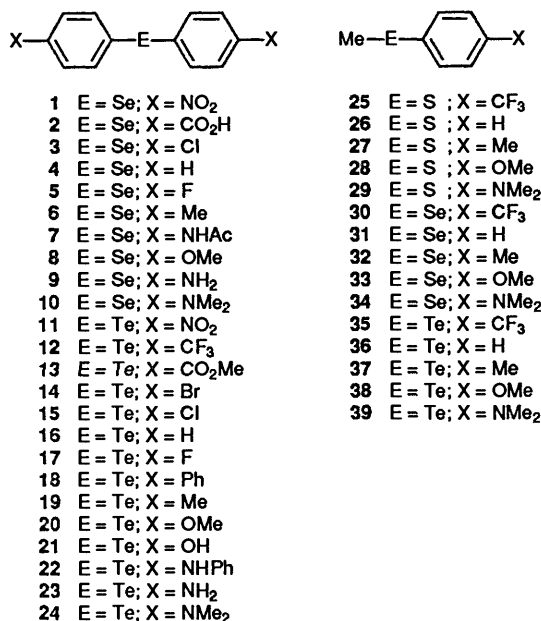 X E X
Me E X
1 E = Se; X = NO2
2 E = Se; X = CO2H
3 E = Se; X = Cl
4 E = Se; X = H
5 E = Se; X = F
6 E = Se; X = Me
7 E = Se; X = NHAc
8 E = Se; X = OMe
9 E = Se; X = NH2
10 E = Se; X = NMe2
11 E = Te; X = NO2
12 E = Te; X = CF3
13 E = Te; X = CO2Me
14 E = Te; X = Br
15 E = Te; X = Cl
16 E = Te; X = H
17 E = Te; X = F
18 E = Te; X = Ph
19 E = Te; X = Me
20 E = Te; X = OMe
21 E = Te; X = OH
22 E = Te; X = NHPh
23 E = Te; X = NH2
24 E = Te; X = NMe2
25 E = S ; X = CF3
26 E = S ; X = H
27 E = S ; X = Me
28 E = S ; X = OMe
29 E = S ; X = NMe2
30 E = Se; X = CF3
31 E = Se; X = H
32 E = Se; X = Me
33 E = Se; X = OMe
34 E = Se; X = NMe2
35 E = Te; X = CF3
36 E = Te; X = H
37 E = Te; X = Me
38 E = Te; X = OMe
39 E = Te; X = NMe2